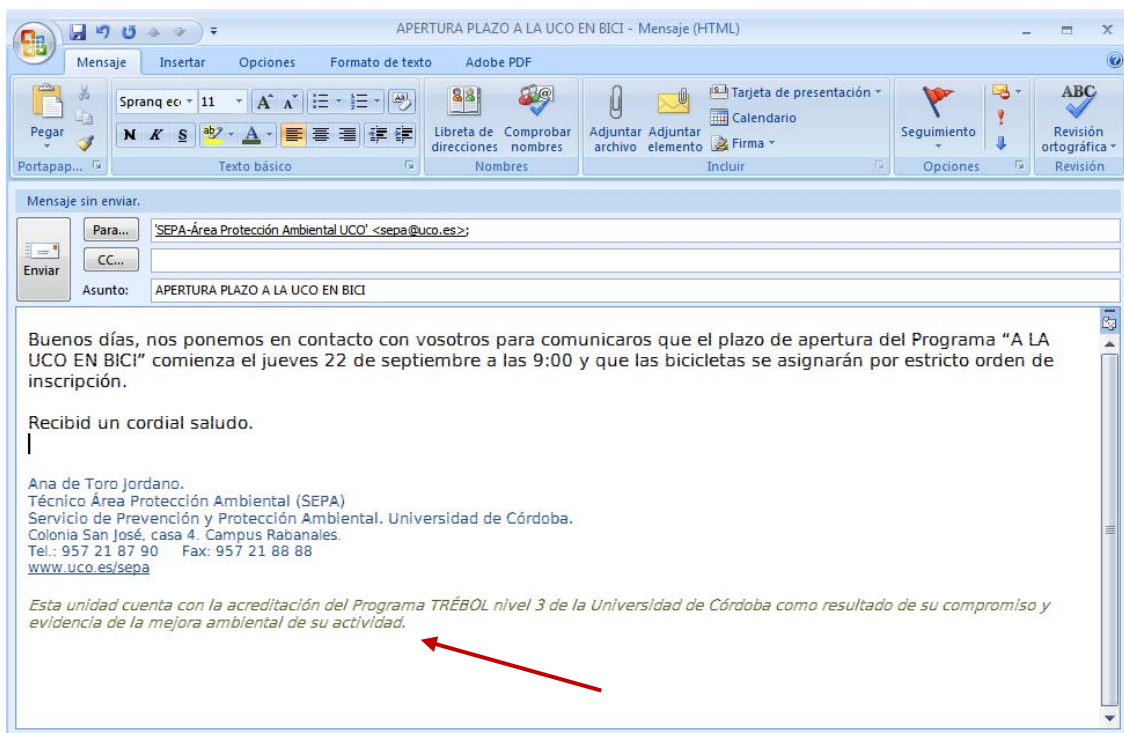 APERTURA PLAZO A LA UCO EN BICI - Mensaje (HTML)
Mensaje Insertar Opciones Formato de texto Adobe PDF
Pegar
Portapap...
Spranq ec 11
N K S
Texto básico
Libreta de direcciones
Comprobar nombres
Nombres
Adjuntar archivo
Adjuntar elemento
Tarjeta de presentación
Calendario
Firma
Incluir
Seguimiento
Opciones
ABC
Revisión ortográfica
Revisión
Mensaje sin enviar.
Enviar
Para... 'SEPA-Área Protección Ambiental UCO' <sepa@uco.es>;
CC...
Asunto: APERTURA PLAZO A LA UCO EN BICI
Buenos días, nos ponemos en contacto con vosotros para comunicaros que el plazo de apertura del Programa “A LA
UCO EN BICI” comienza el jueves 22 de septiembre a las 9:00 y que las bicicletas se asignarán por estricto orden de
inscripción.
Recibid un cordial saludo.
Ana de Toro Jordano.
Técnico Área Protección Ambiental (SEPA)
Servicio de Prevención y Protección Ambiental. Universidad de Córdoba.
Colonia San José, casa 4. Campus Rabanales.
Tel.: 957 21 87 90 Fax: 957 21 88 88
www.uco.es/sepa
Esta unidad cuenta con la acreditación del Programa TRÉBOL nivel 3 de la Universidad de Córdoba como resultado de su compromiso y
evidencia de la mejora ambiental de su actividad.